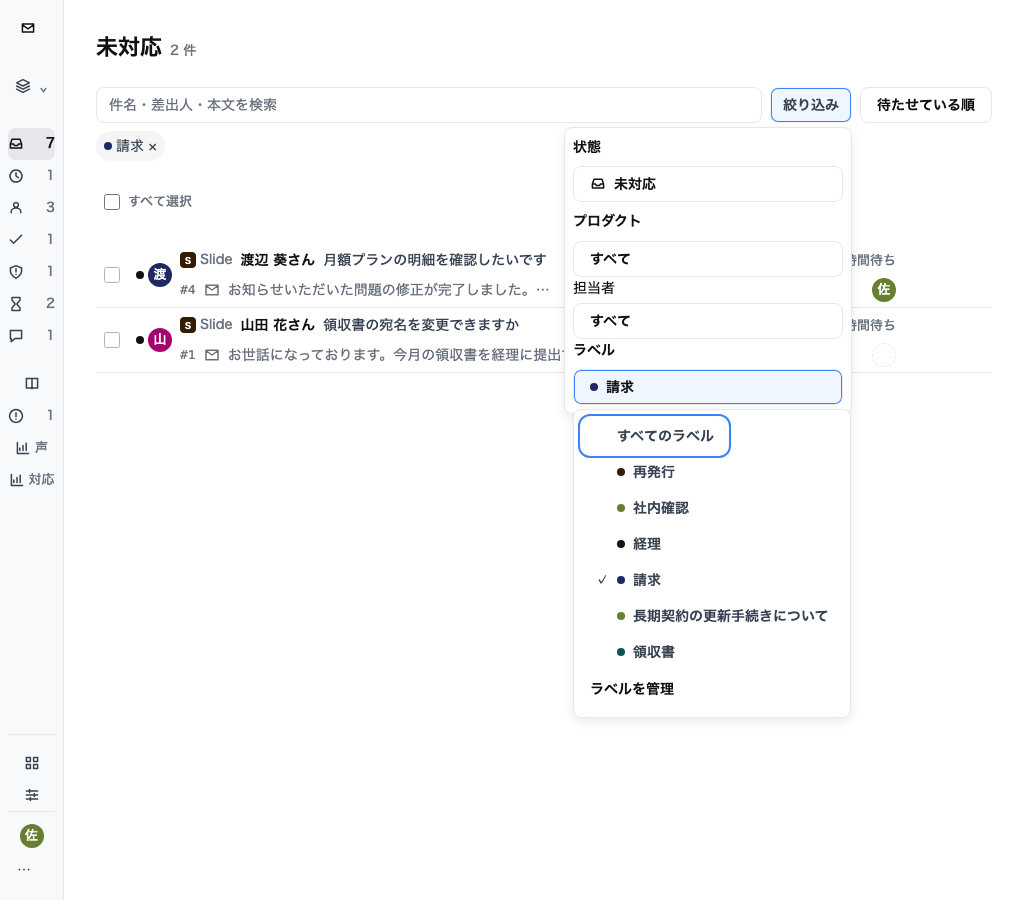 未対応 2 件
件名・差出人・本文を検索
絞り込み
待たせている順
請求 ×
すべて選択
7
1
3
1
1
2
1
1
声
対応
S Slide 渡辺 葵さん 月額プランの明細を確認したいです
渡
#4 お知らせいただいた問題の修正が完了しました。…
時間待ち
佐
S Slide 山田 花さん 領収書の宛名を変更できますか
山
#1 お世話になっております。今月の領収書を経理に提出
時間待ち
状態
未対応
プロダクト
すべて
担当者
すべて
ラベル
請求
すべてのラベル
再発行
社内確認
経理
✓ 請求
長期契約の更新手続きについて
領収書
ラベルを管理
佐
…